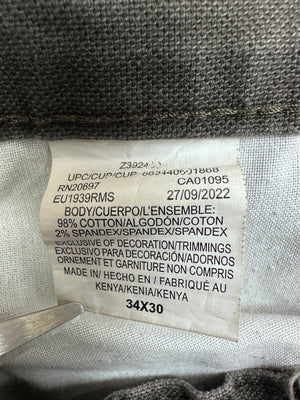 UPC/CUP/CUP
RN20697 CA01095
EU1939RMS 27/09/2022
BODY/CUERPO/L'ENSEMBLE:
98% COTTON/ALGODÓN/COTON
2% SPANDEX/SPANDEX/SPANDEX
EXCLUSIVE OF DECORATION/TRIMMINGS
EXCLUSIVO PARA DECORACIÓN/ADORNOS
ORNEMENT ET GARNITURE NON COMPRIS
MADE IN / HECHO EN / FABRIQUÉ AU
KENYA/KENIA/KENYA
34X30